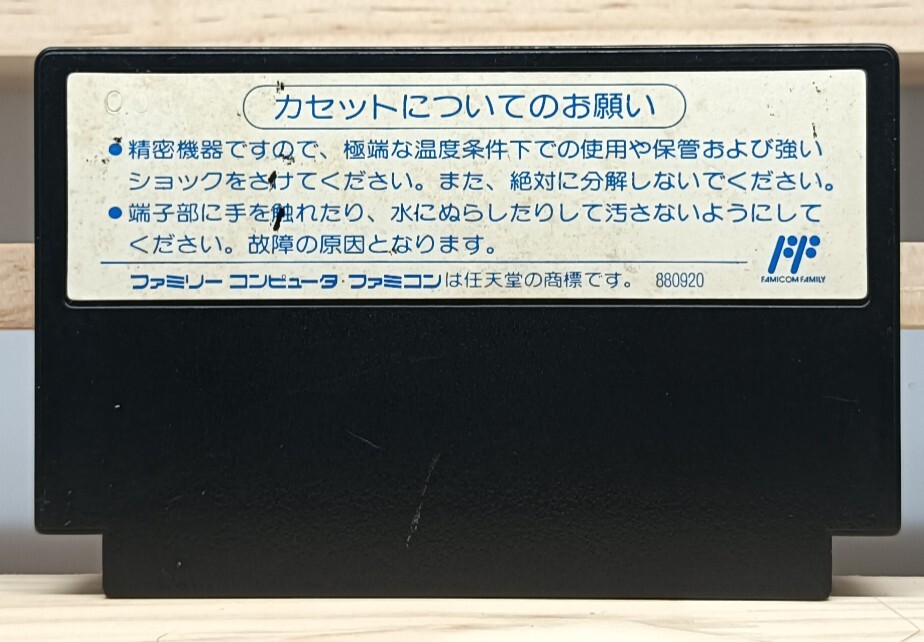 カセットについてのお願い
●精密機器ですので、極端な温度条件下での使用や保管および強い
ショックをさけてください。また、絶対に分解しないでください。
●端子部に手を触れたり、水にぬらしたりして汚さないようにして
ください。故障の原因となります。
FAMICOM FAMILY
ファミリー コンピュータ・ファミコンは任天堂の商標です。 880920